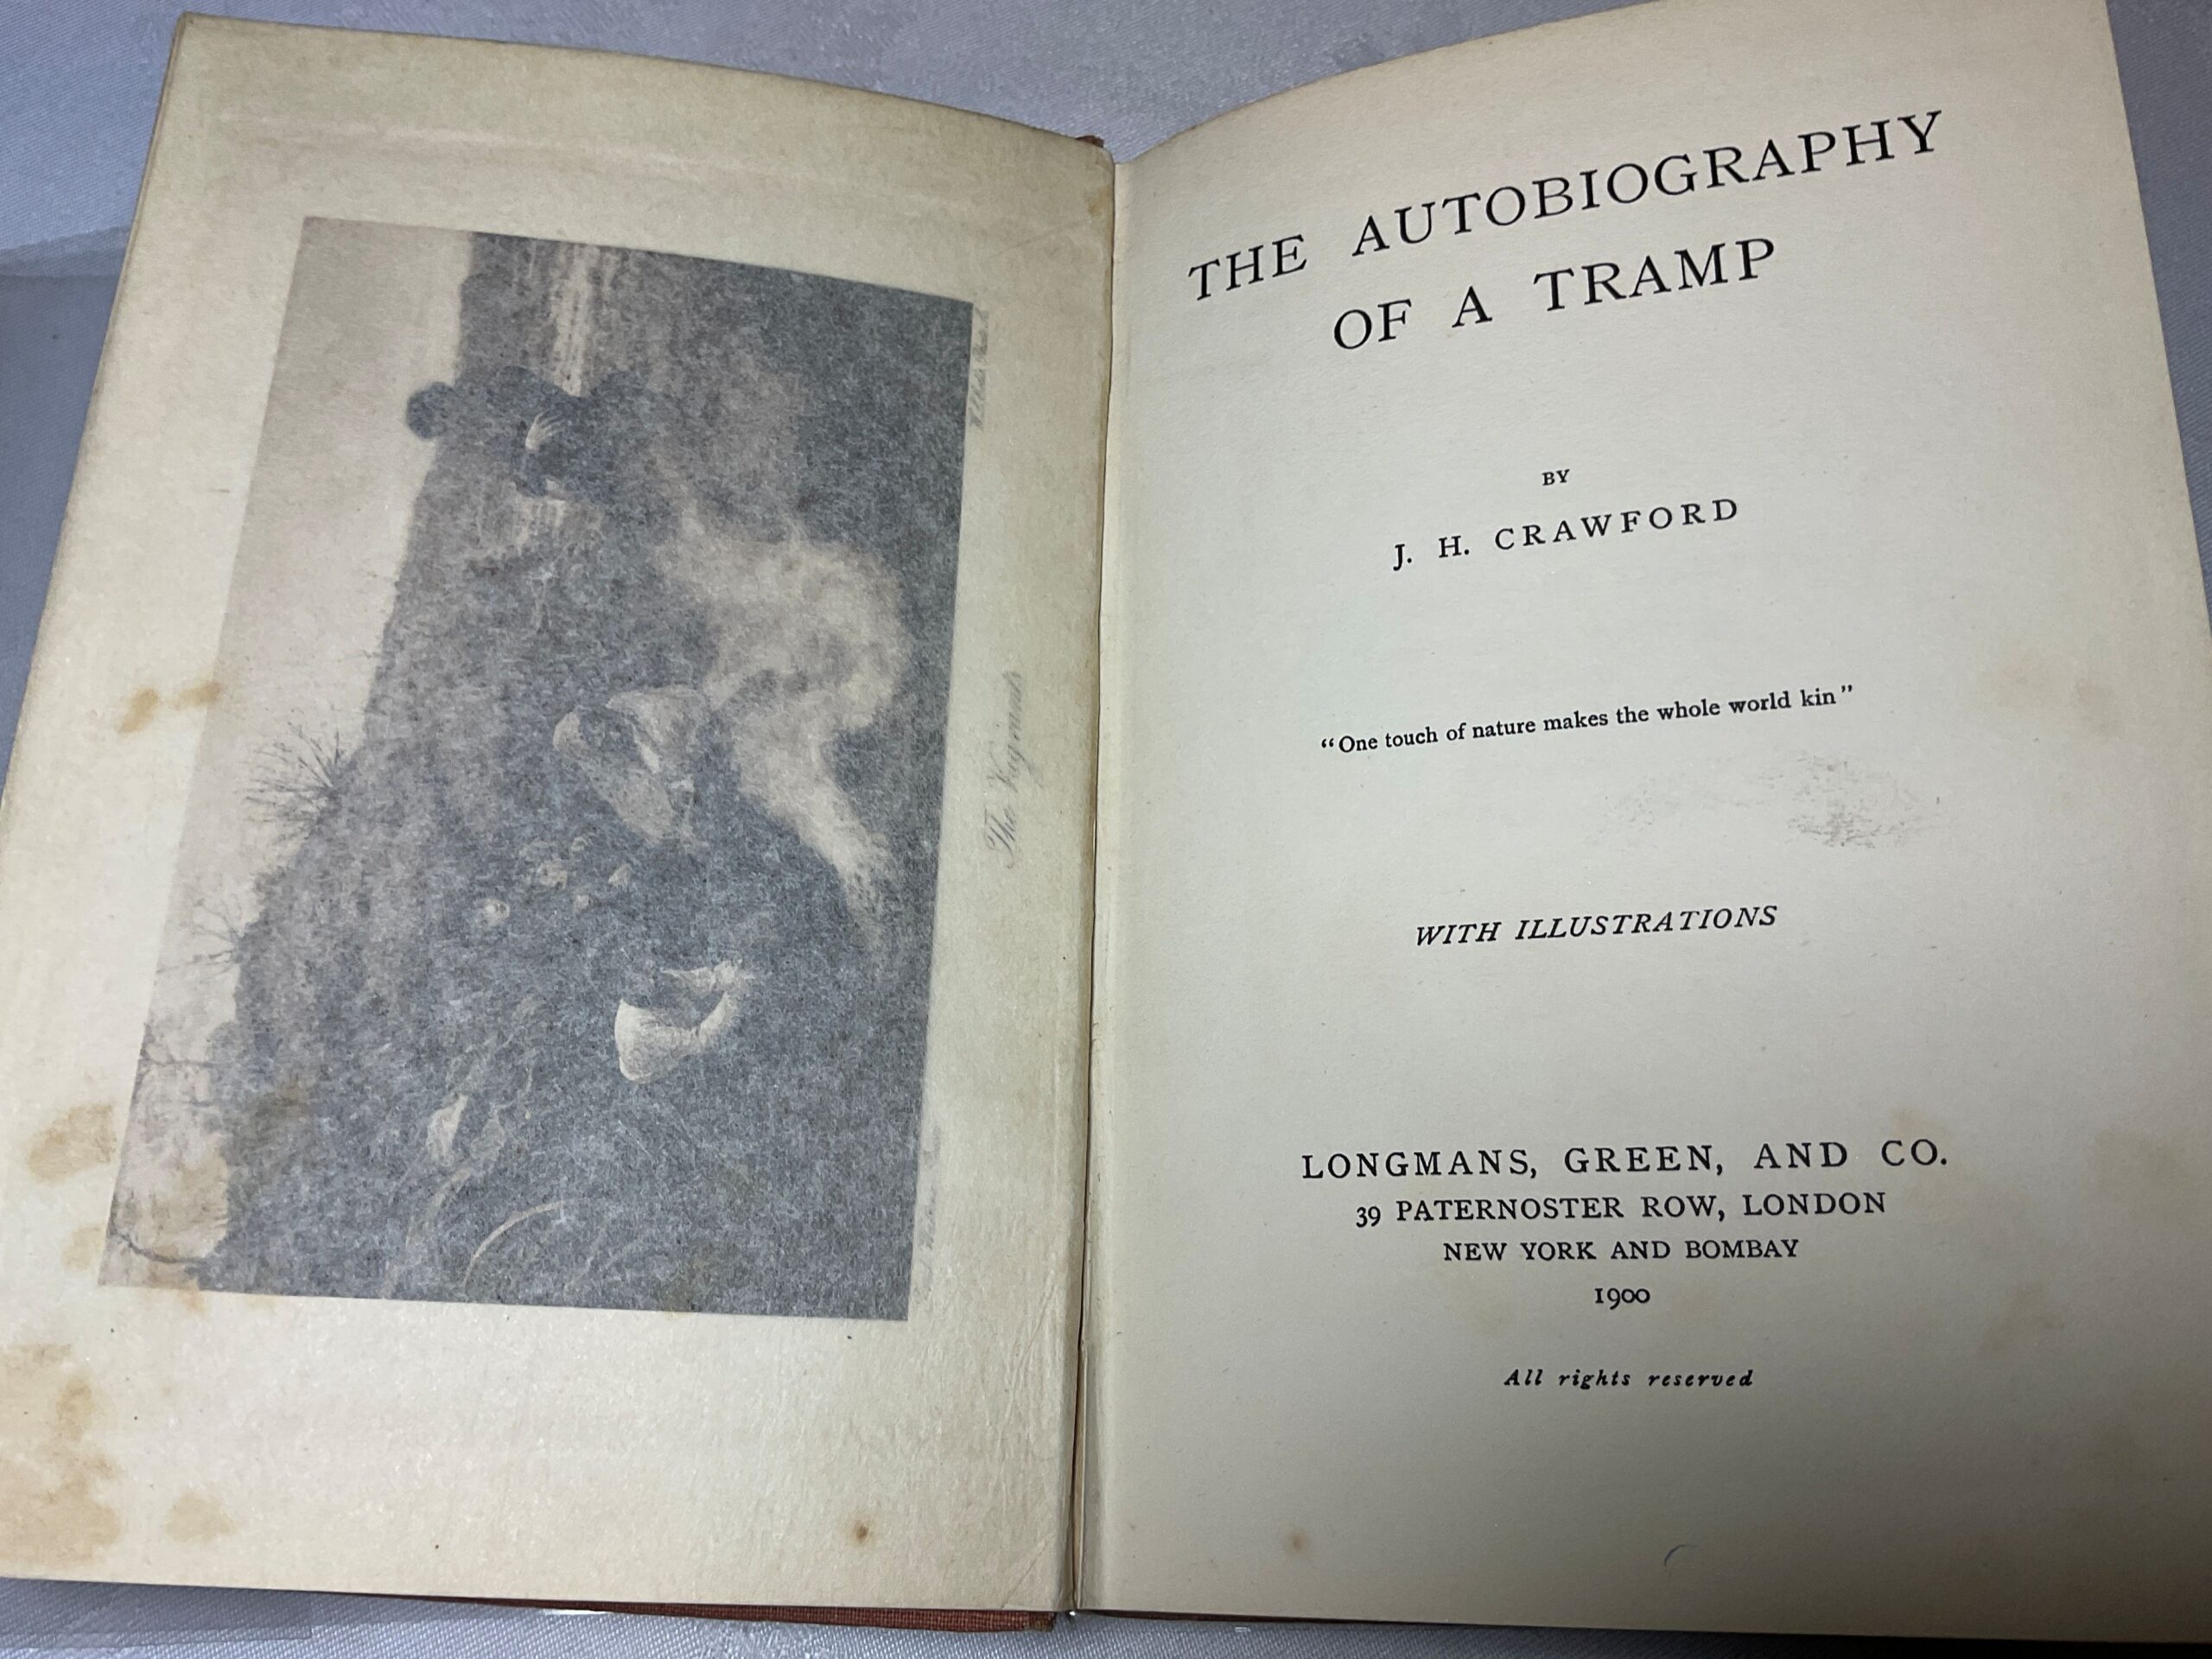 The Vagrants
THE AUTOBIOGRAPHY
OF A TRAMP
BY
J. H. CRAWFORD
“One touch of nature makes the whole world kin”
WITH ILLUSTRATIONS
LONGMANS, GREEN, AND CO.
39 PATERNOSTER ROW, LONDON
NEW YORK AND BOMBAY
1900
All rights reserved